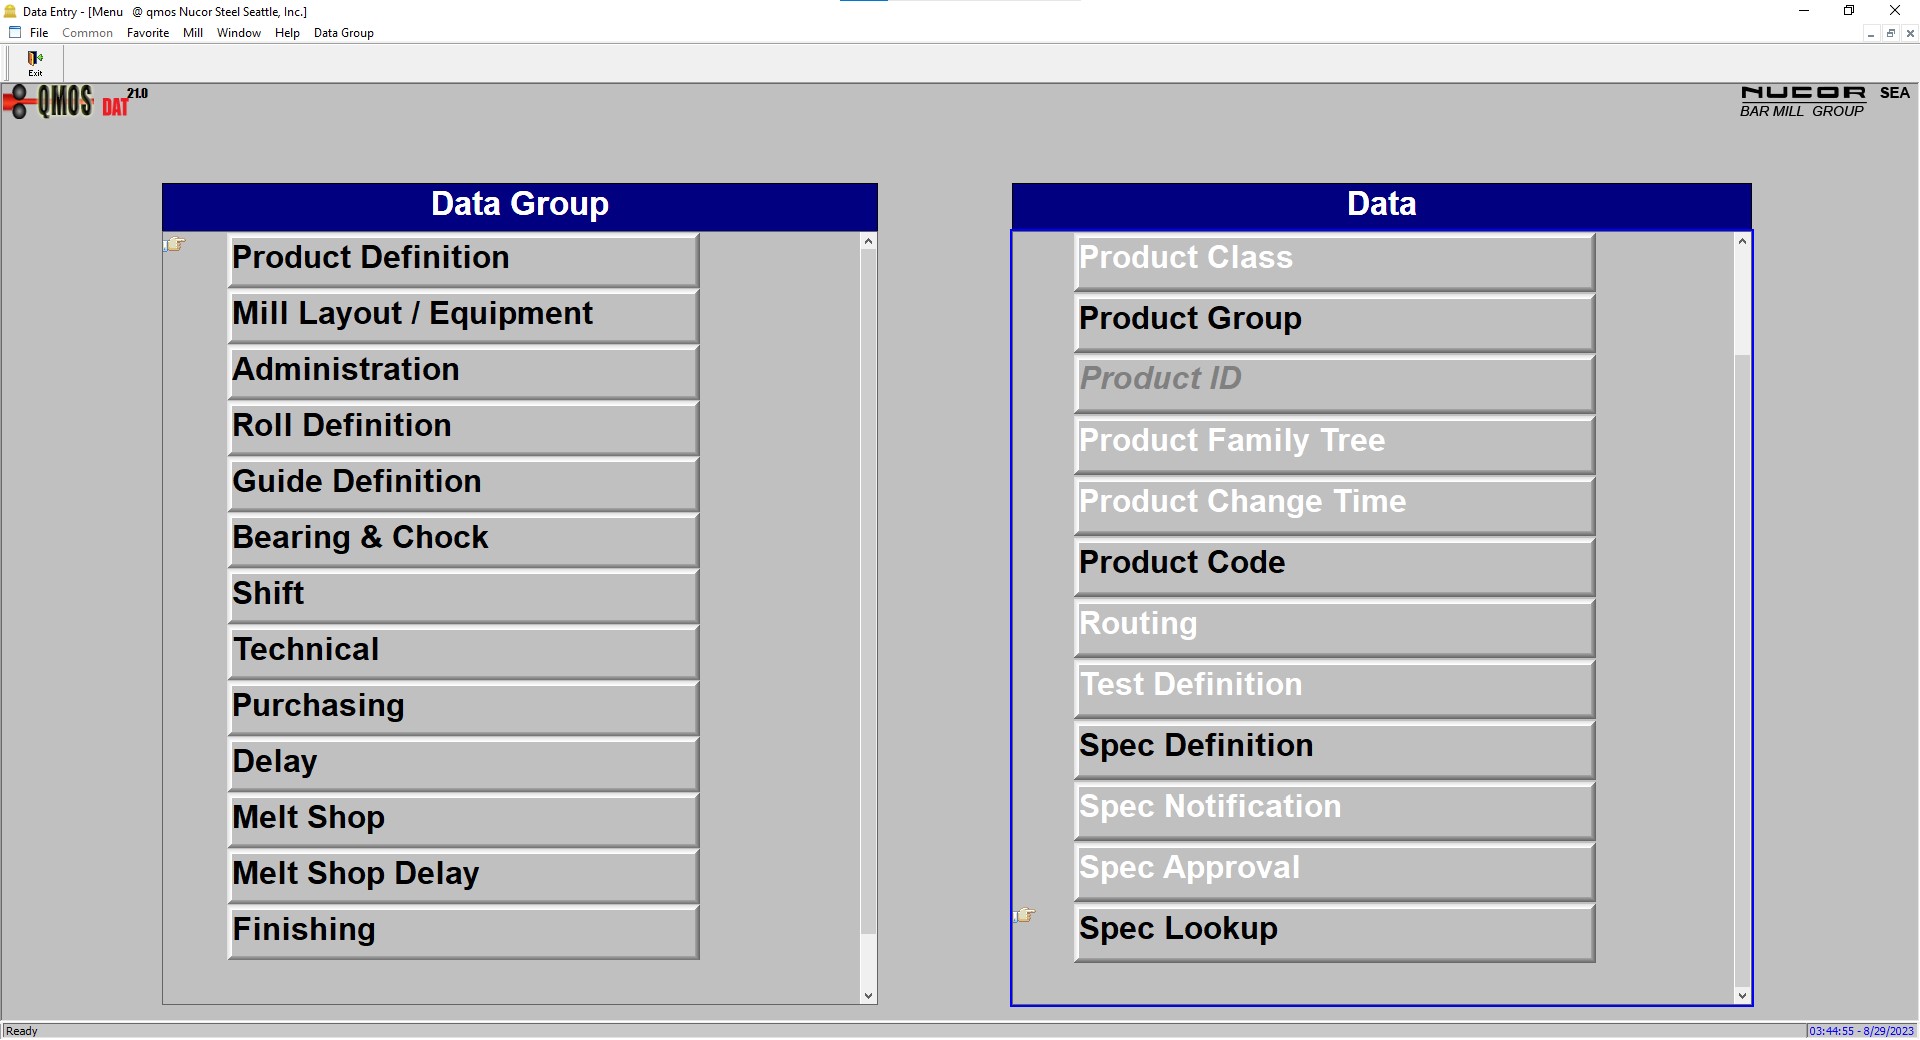 Data Entry - [Menu   @ qmos Nucor Steel Seattle, Inc.]
File Common Favorite Mill Window Help Data Group
Exit
QMOS DAT 21.0
NUCOR SEA
BAR MILL GROUP
Data Group
Product Definition
Mill Layout / Equipment
Administration
Roll Definition
Guide Definition
Bearing & Chock
Shift
Technical
Purchasing
Delay
Melt Shop
Melt Shop Delay
Finishing
Data
Product Class
Product Group
Product ID
Product Family Tree
Product Change Time
Product Code
Routing
Test Definition
Spec Definition
Spec Notification
Spec Approval
Spec Lookup
Ready
03:44:55 - 8/29/2023